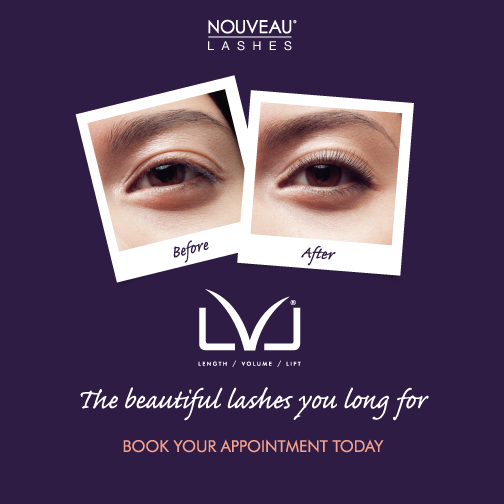 NOUVEAU®
LASHES
Before
After
LVL®
LENGTH / VOLUME / LIFT
The beautiful lashes you long for
BOOK YOUR APPOINTMENT TODAY